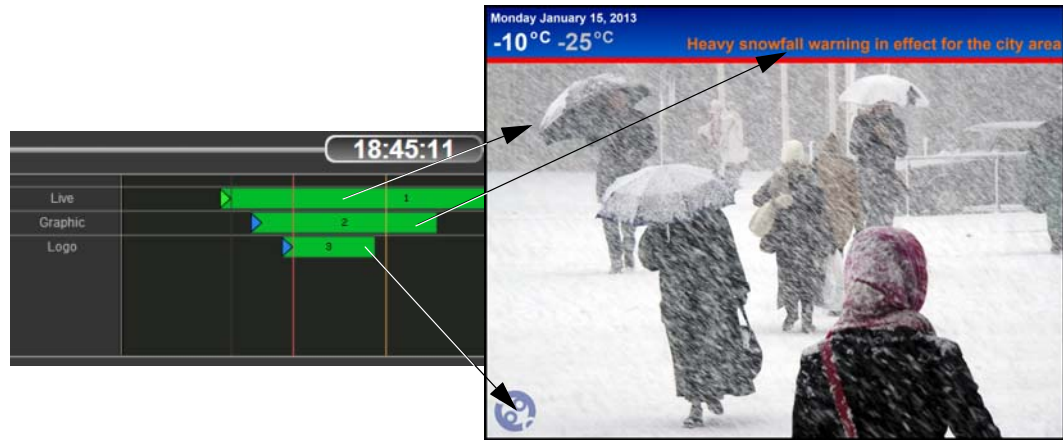 Monday January 15, 2013
-10°C -25°C
Heavy snowfall warning in effect for the city area
18:45:11
Live 1
Graphic 2
Logo 3